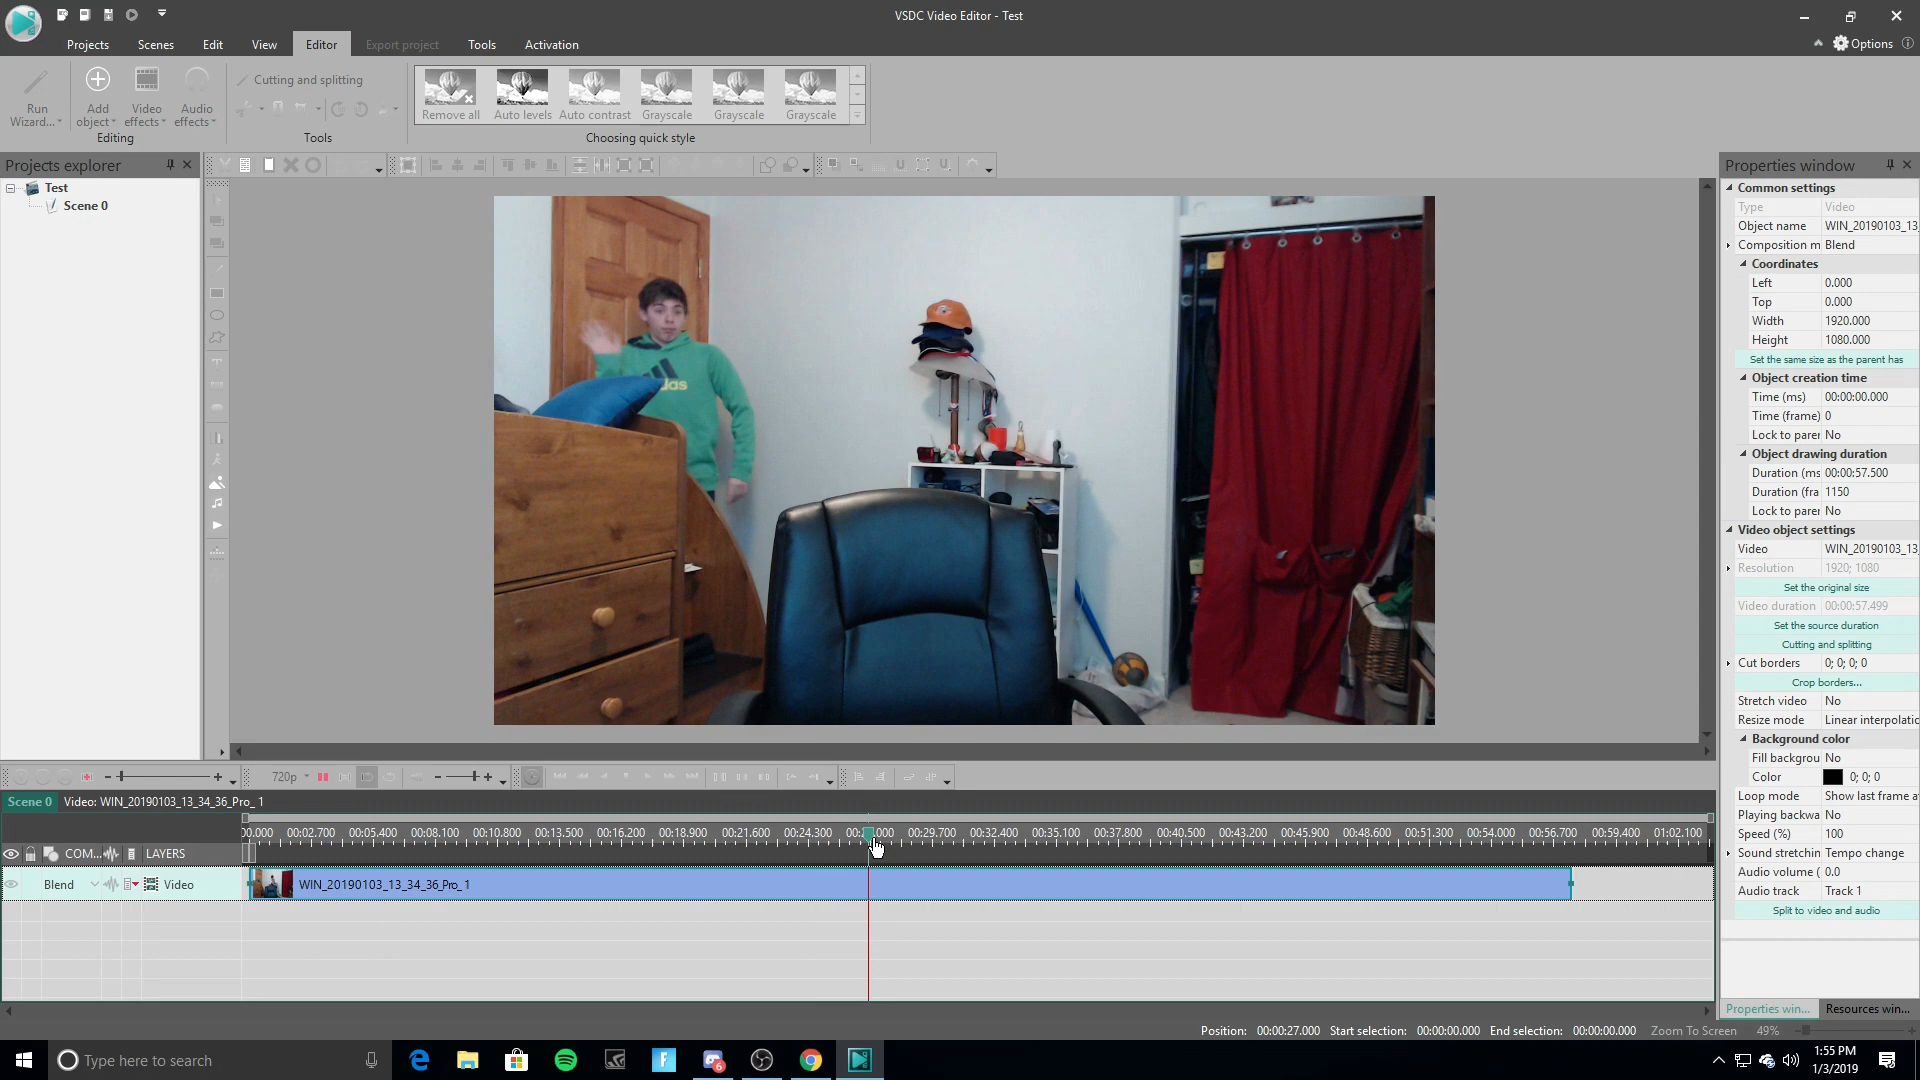 VSDC Video Editor - Test
Projects Scenes Edit View Editor Export project Tools Activation
Options
Run Wizard...
Add object
Video effects
Audio effects
Editing
Cutting and splitting
Tools
Remove all Auto levels Auto contrast Grayscale Grayscale Grayscale
Choosing quick style
Projects explorer
Test
Scene 0
das
Properties window
Common settings
Type Video
Object name WIN_20190103_13
Composition m Blend
Coordinates
Left 0.000
Top 0.000
Width 1920.000
Height 1080.000
Set the same size as the parent has
Object creation time
Time (ms) 00:00:00.000
Time (frame) 0
Lock to parer No
Object drawing duration
Duration (ms 00:00:57.500
Duration (fra 1150
Lock to parer No
Video object settings
Video WIN_20190103_13
Resolution 1920; 1080
Set the original size
Video duration 00:00:57.499
Set the source duration
Cutting and splitting
Cut borders 0; 0; 0; 0
Crop borders...
Stretch video No
Resize mode Linear interpolatic
Background color
Fill backgrou No
Color 0; 0; 0
Loop mode Show last frame a
Playing backwa No
Speed (%) 100
Sound stretchin Tempo change
Audio volume ( 0.0
Audio track Track 1
Split to video and audio
Properties win... Resources win...
720p
Scene 0 Video: WIN_20190103_13_34_36_Pro_1
00:02.700 00:05.400 00:08.100 00:10.800 00:13.500 00:16.200 00:18.900 00:21.600 00:24.300 00:29.700 00:32.400 00:35.100 00:37.800 00:40.500 00:43.200 00:45.900 00:48.600 00:51.300 00:54.000 00:56.700 00:59.400 01:02.100
COM... LAYERS
Blend Video WIN_20190103_13_34_36_Pro_1
Position: 00:00:27.000 Start selection: 00:00:00.000 End selection: 00:00:00.000 Zoom To Screen 49%
Type here to search
6
1:55 PM
1/3/2019